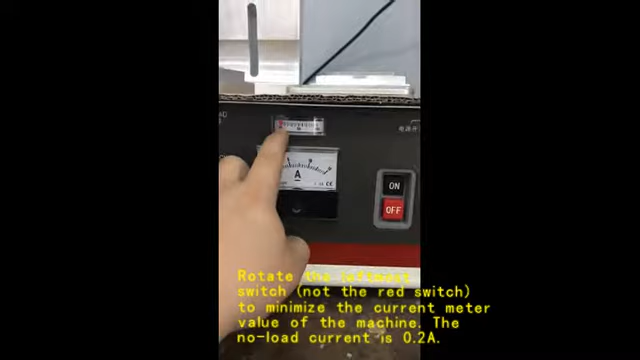 A
ON
OFF
Rotate the leftmost
switch (not the red switch)
to minimize the current meter
value of the machine. The
no-load current is 0.2A.